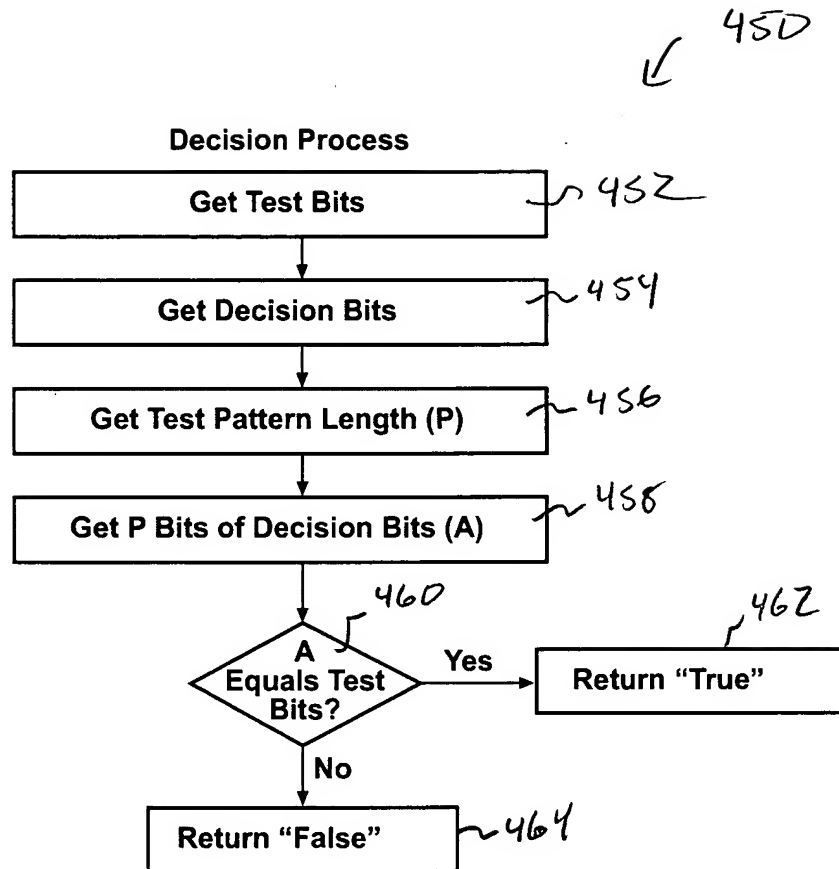 450
Decision Process
Get Test Bits
452
Get Decision Bits
454
Get Test Pattern Length (P)
456
Get P Bits of Decision Bits (A)
458
460
A
Equals Test
Bits?
Yes
462
Return “True”
No
Return “False”
464